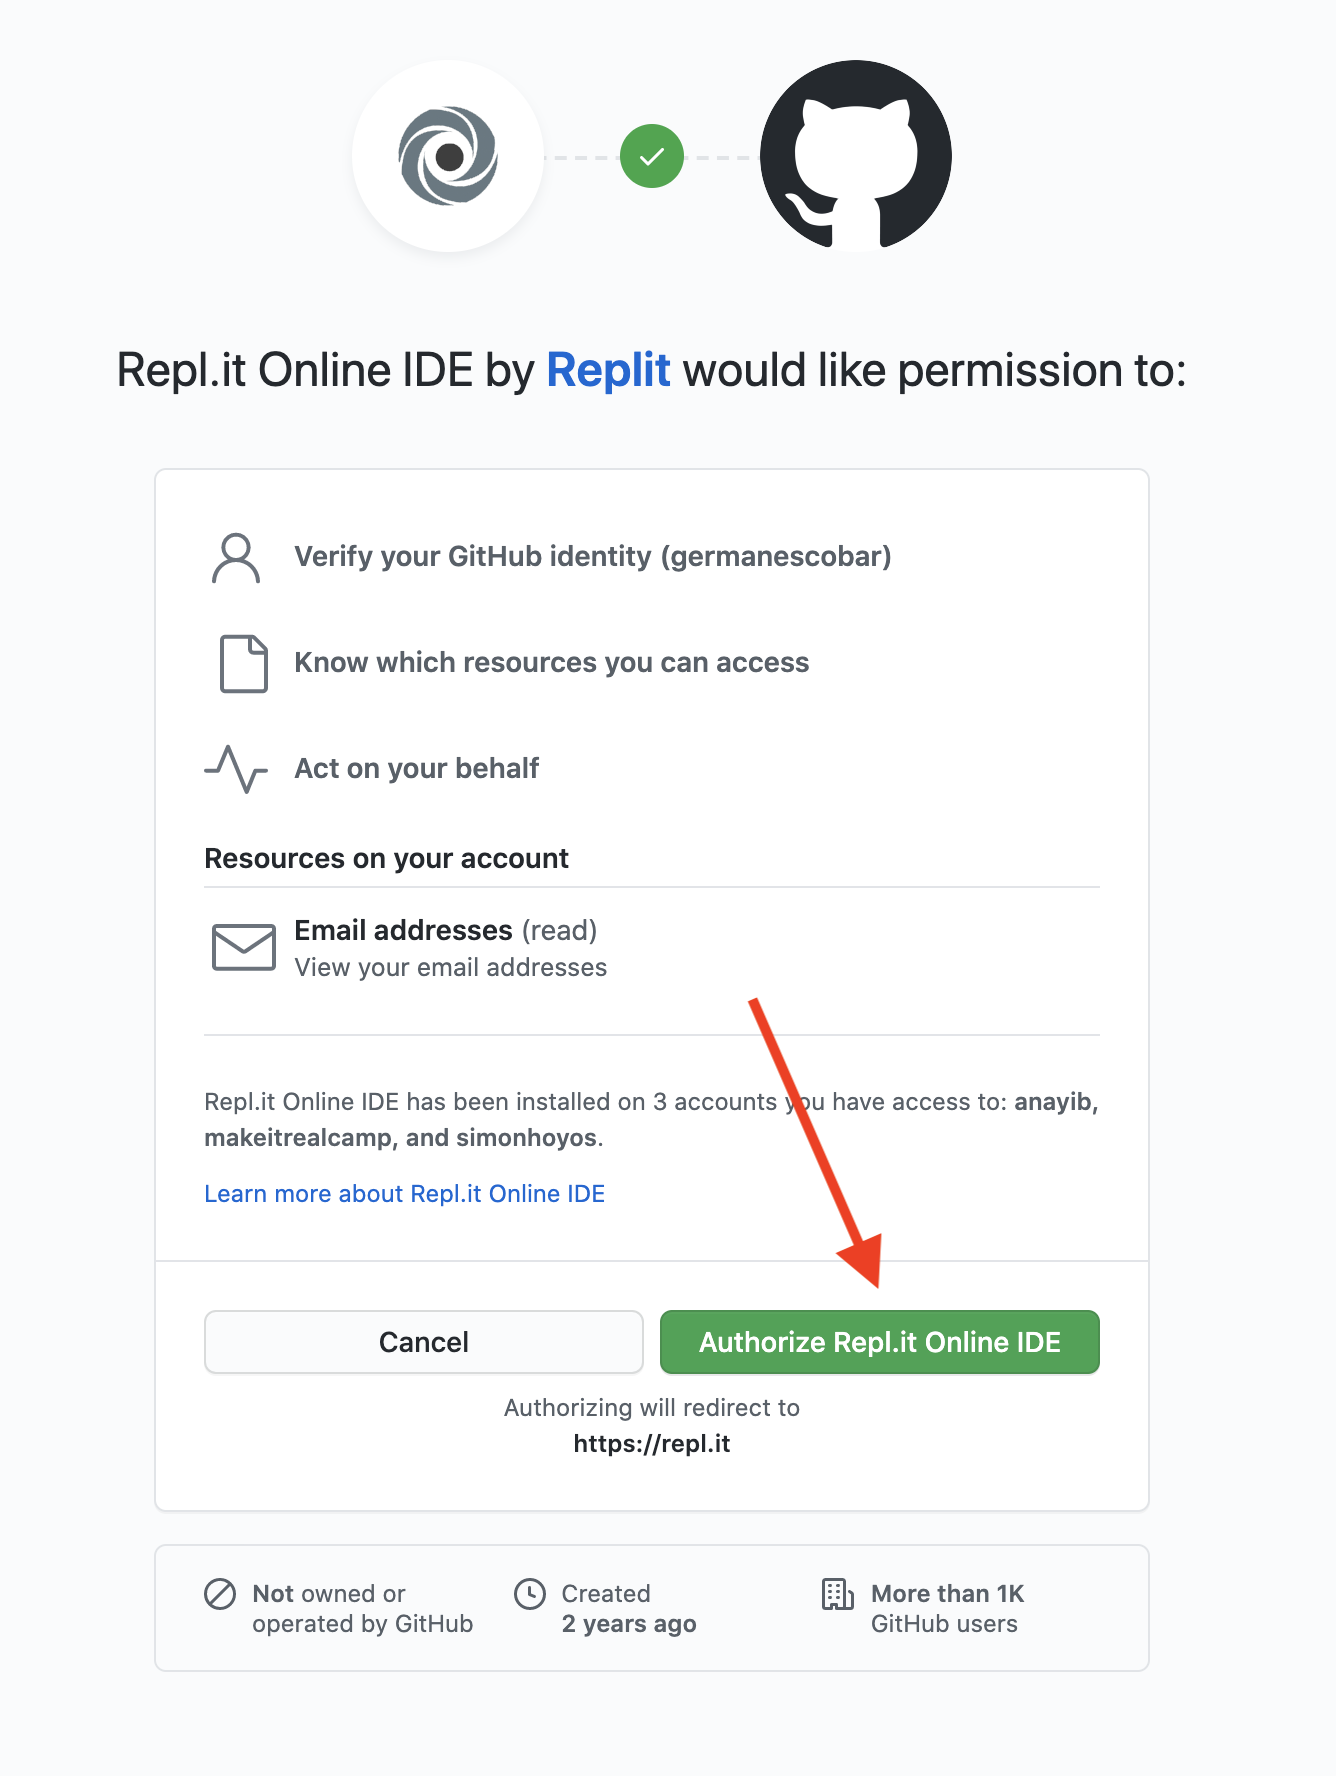 Repl.it Online IDE by Replit would like permission to:
Verify your GitHub identity (germanescobar)
Know which resources you can access
Act on your behalf
Resources on your account
Email addresses (read)
View your email addresses
Repl.it Online IDE has been installed on 3 accounts you have access to: anayib,
makeitrealcamp, and simonhoyos.
Learn more about Repl.it Online IDE
Cancel
Authorize Repl.it Online IDE
Authorizing will redirect to
https://repl.it
Not owned or
operated by GitHub
Created
2 years ago
More than 1K
GitHub users